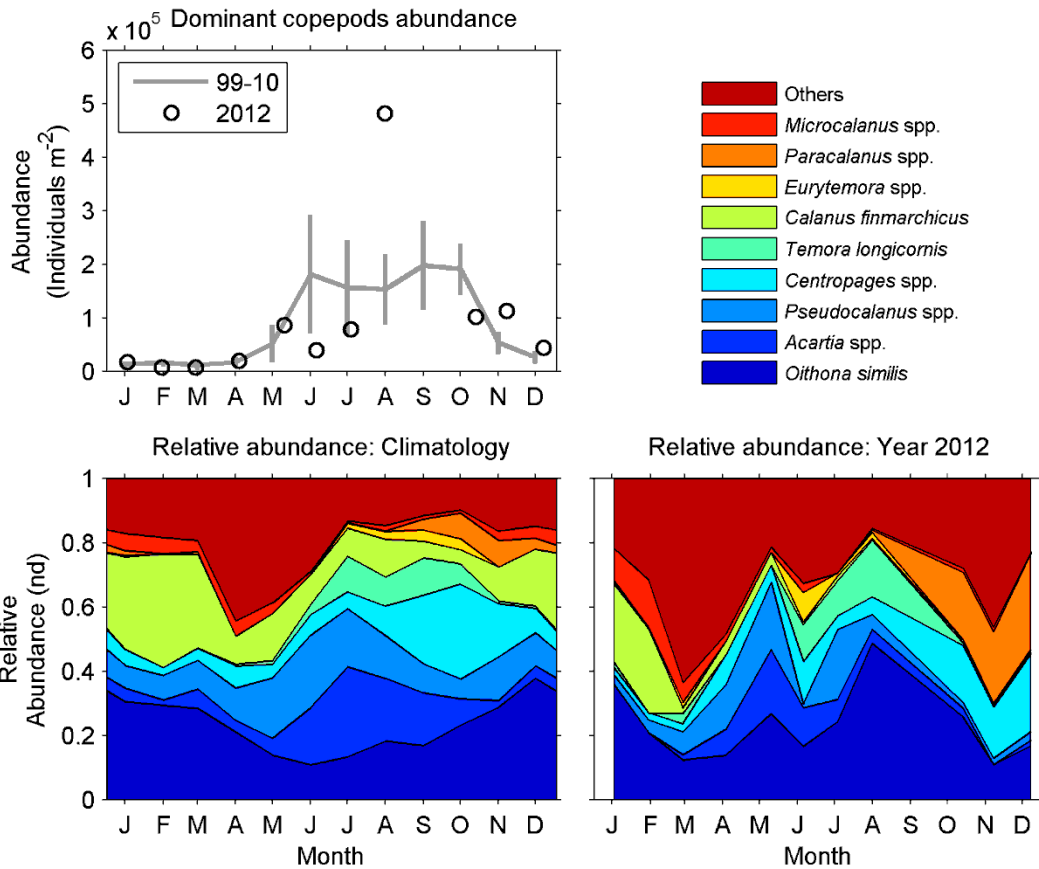 x 10⁵ Dominant copepods abundance
Abundance
(Individuals m⁻²)
6
5
4
3
2
1
0
99-10
2012
J F M A M J J A S O N D
Others
Microcalanus spp.
Paracalanus spp.
Eurytemora spp.
Calanus finmarchicus
Temora longicornis
Centropages spp.
Pseudocalanus spp.
Acartia spp.
Oithona similis
Relative abundance: Climatology
Relative
Abundance (nd)
1
0.8
0.6
0.4
0.2
0
J F M A M J J A S O N D
Month
Relative abundance: Year 2012
J F M A M J J A S O N D
Month